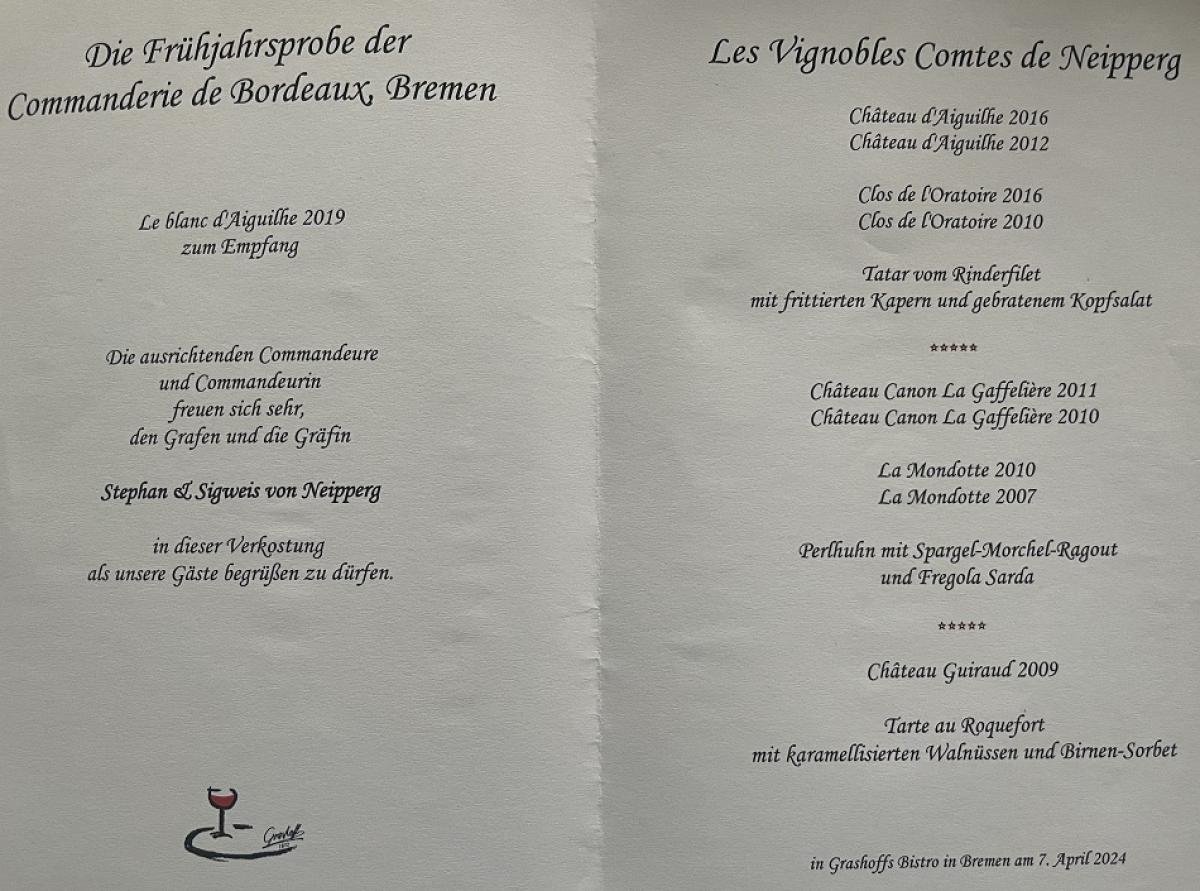 Die Frühjahrsprobe der
Commanderie de Bordeaux, Bremen
Le blanc d'Aiguilhe 2019
zum Empfang
Die ausrichtenden Commandeure
und Commandeurin
freuen sich sehr,
den Grafen und die Gräfin
Stephan & Sigweis von Neipperg
in dieser Verkostung
als unsere Gäste begrüßen zu dürfen.
Les Vignobles Comtes de Neipperg
Château d'Aiguilhe 2016
Château d'Aiguilhe 2012
Clos de l'Oratoire 2016
Clos de l'Oratoire 2010
Tatar vom Rinderfilet
mit frittierten Kapern und gebratenem Kopfsalat
*****
Château Canon La Gaffelière 2011
Château Canon La Gaffelière 2010
La Mondotte 2010
La Mondotte 2007
Perlhuhn mit Spargel-Morchel-Ragout
und Fregola Sarda
*****
Château Guiraud 2009
Tarte au Roquefort
mit karamellisierten Walnüssen und Birnen-Sorbet
in Grashoffs Bistro in Bremen am 7. April 2024